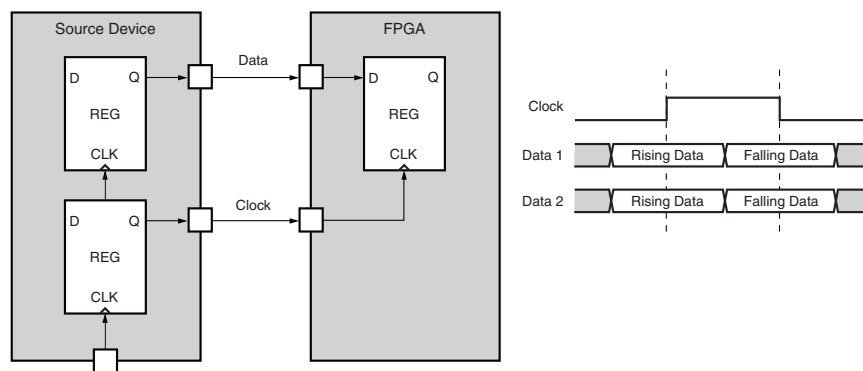 Source Device
FPGA
Data
D Q
REG
CLK
D Q
REG
CLK
Clock
D Q
REG
CLK
Clock
Data 1 Rising Data Falling Data
Data 2 Rising Data Falling Data